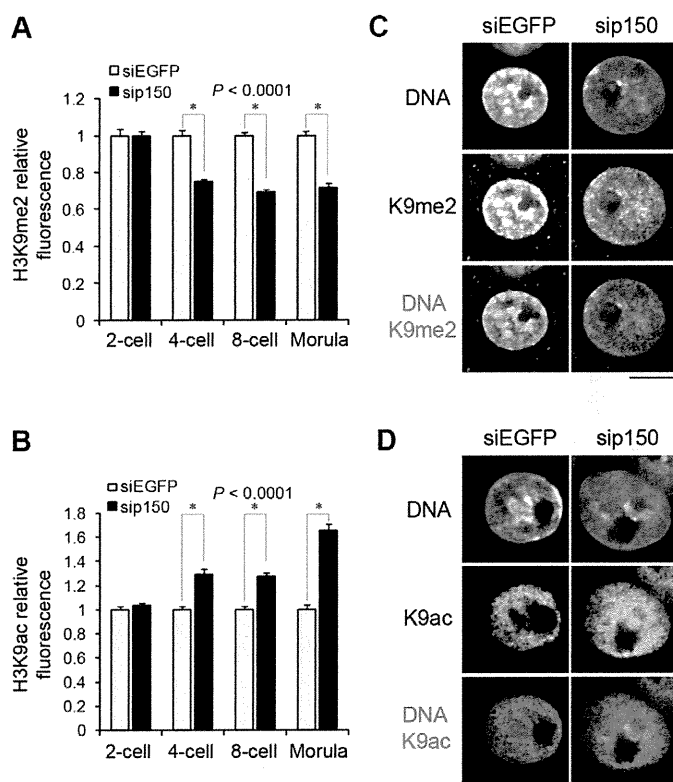 A
siEGFP
sip150
P < 0.0001
* * *
H3K9me2 relative
fluorescence
1.2
1
0.8
0.6
0.4
0.2
0
2-cell 4-cell 8-cell Morula
B
siEGFP
sip150
P < 0.0001
* * *
H3K9ac relative
fluorescence
1.8
1.6
1.4
1.2
1
0.8
0.6
0.4
0.2
0
2-cell 4-cell 8-cell Morula
C
siEGFP sip150
DNA
K9me2
DNA
K9me2
D
siEGFP sip150
DNA
K9ac
DNA
K9ac